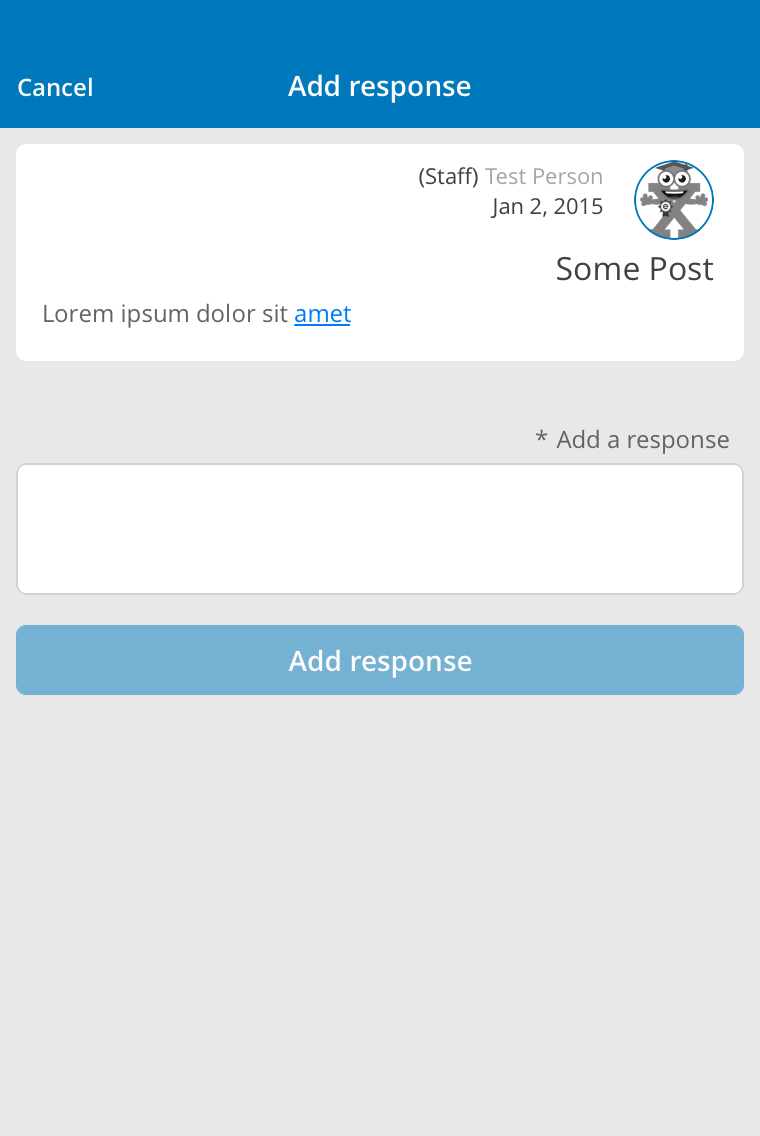 Cancel
Add response
(Staff) Test Person
Jan 2, 2015
Some Post
Lorem ipsum dolor sit amet
* Add a response
Add response